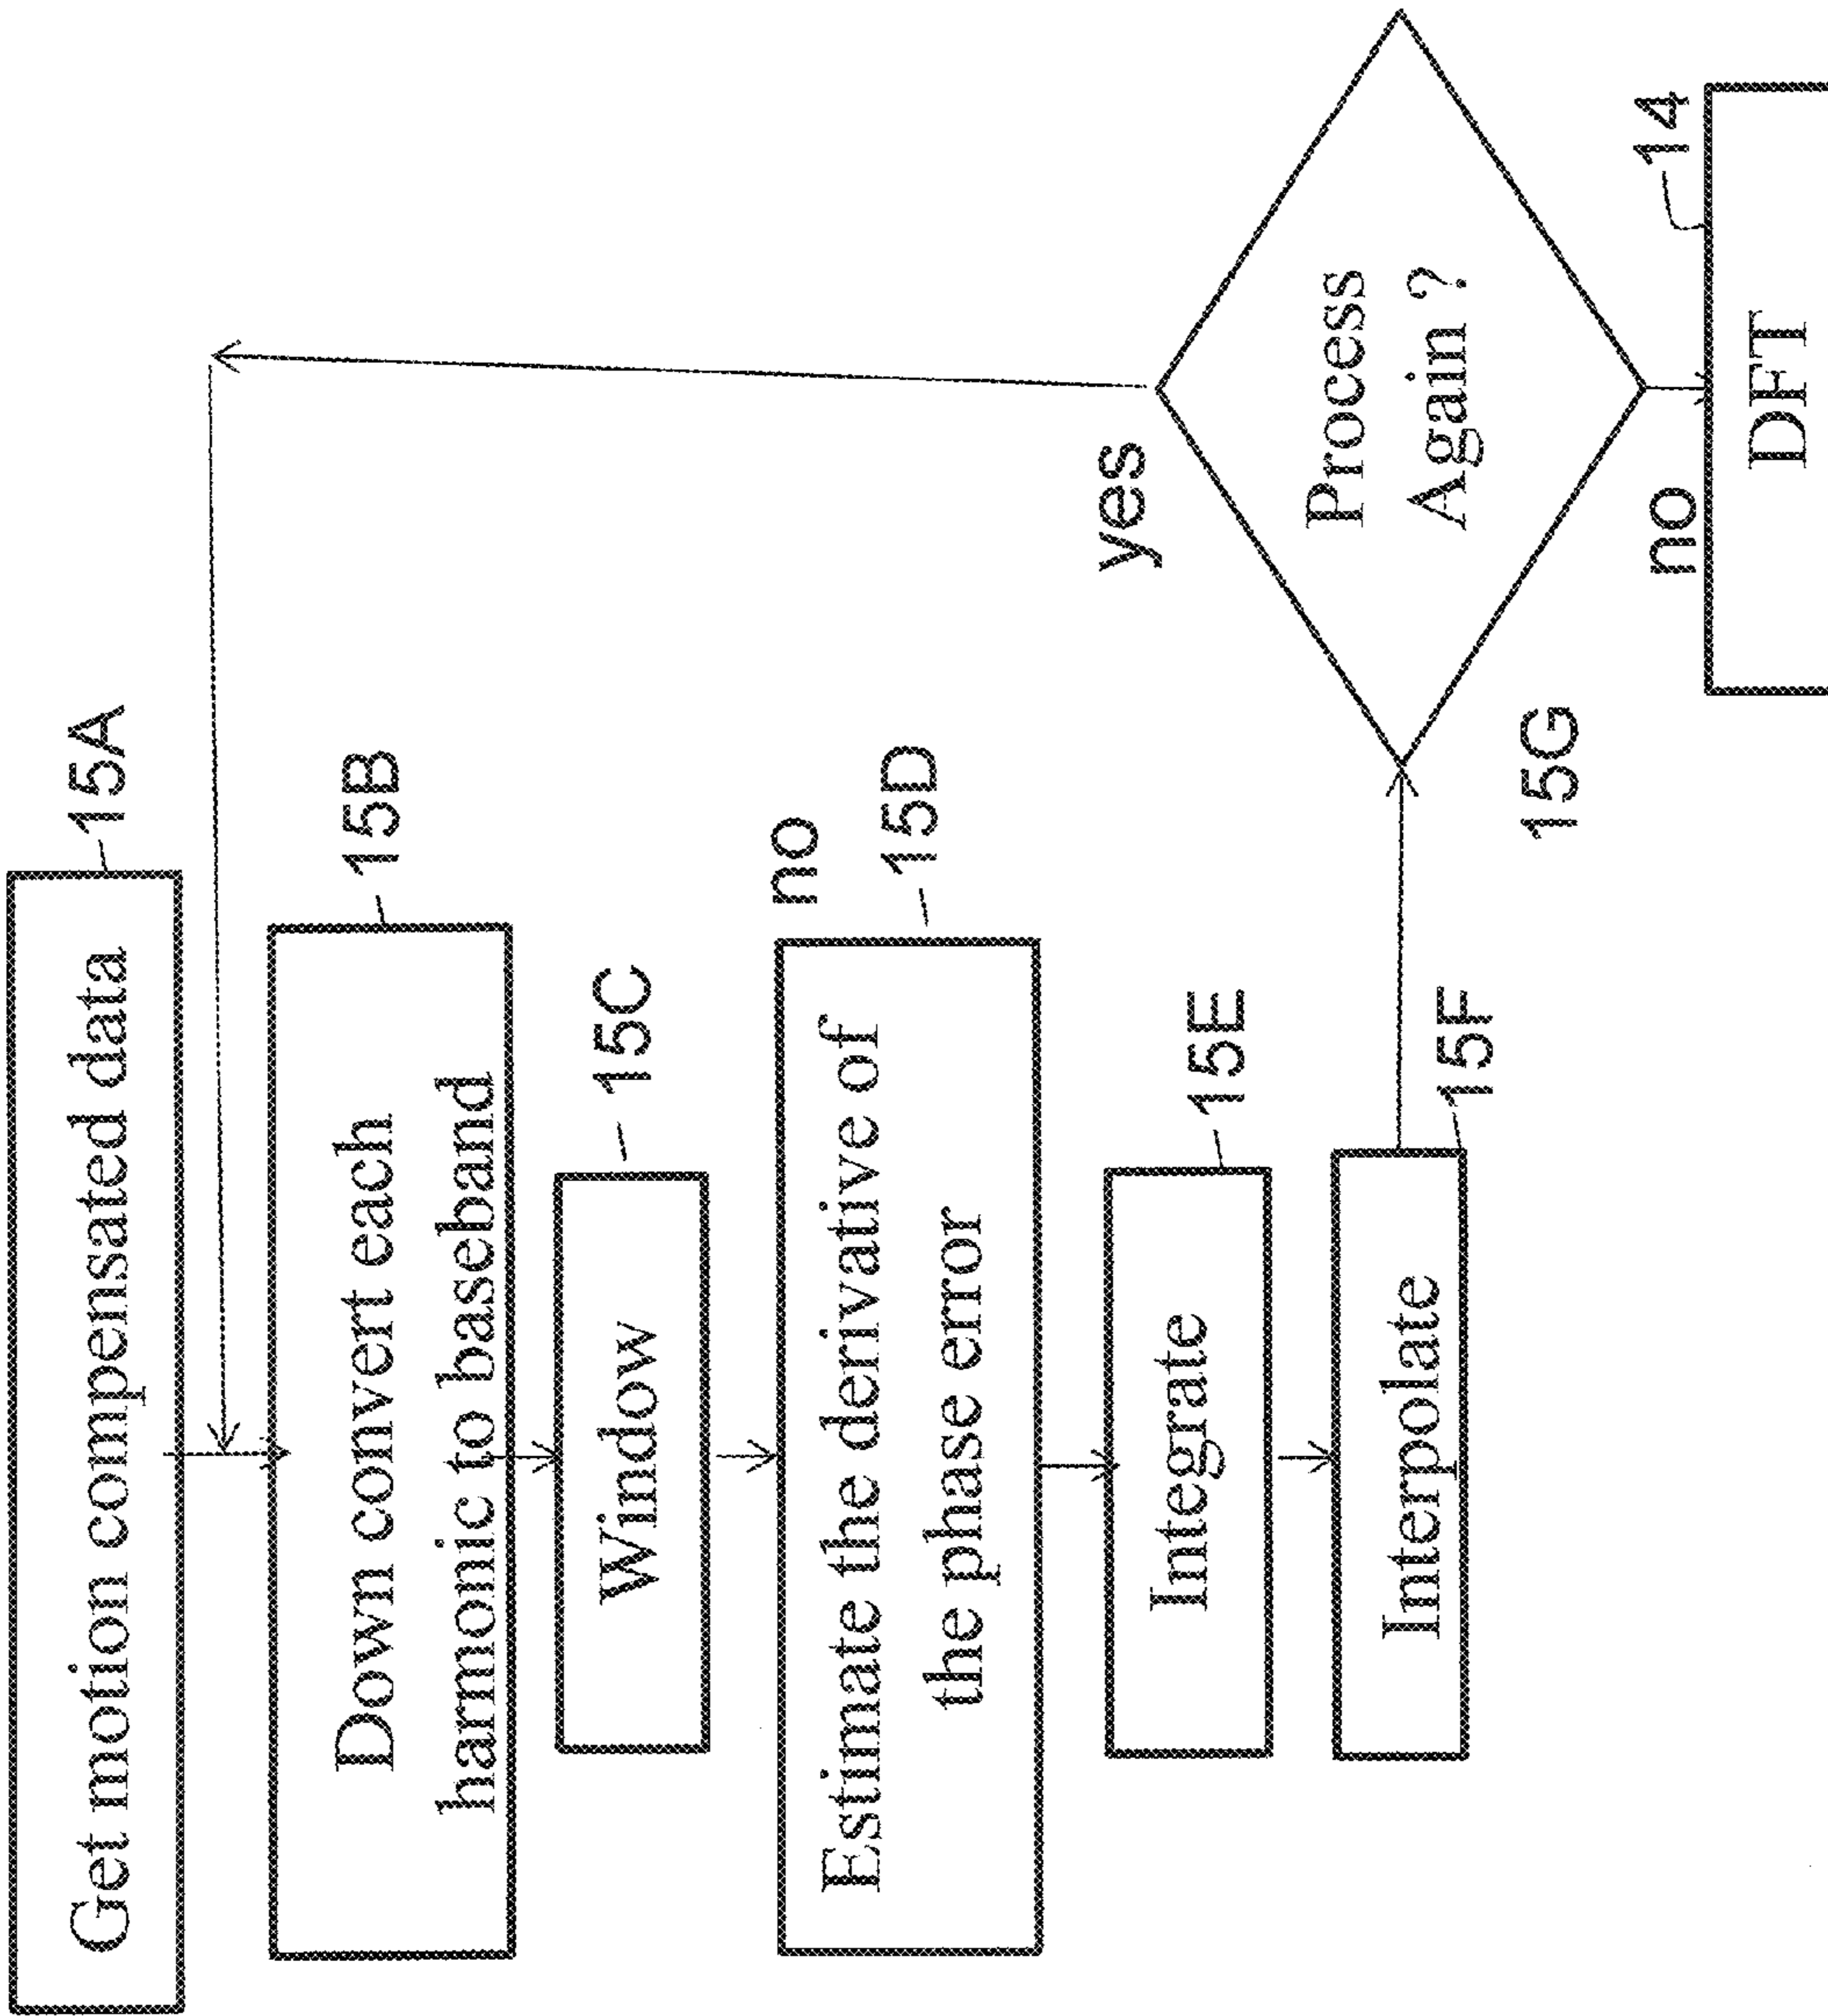 Get motion compensated data
15A
Down convert each
harmonic to baseband
15B
Window
15C
no
Estimate the derivative of
the phase error
15D
Integrate
15E
Interpolate
15F
yes
Process
Again ?
15G
no
14
DFT